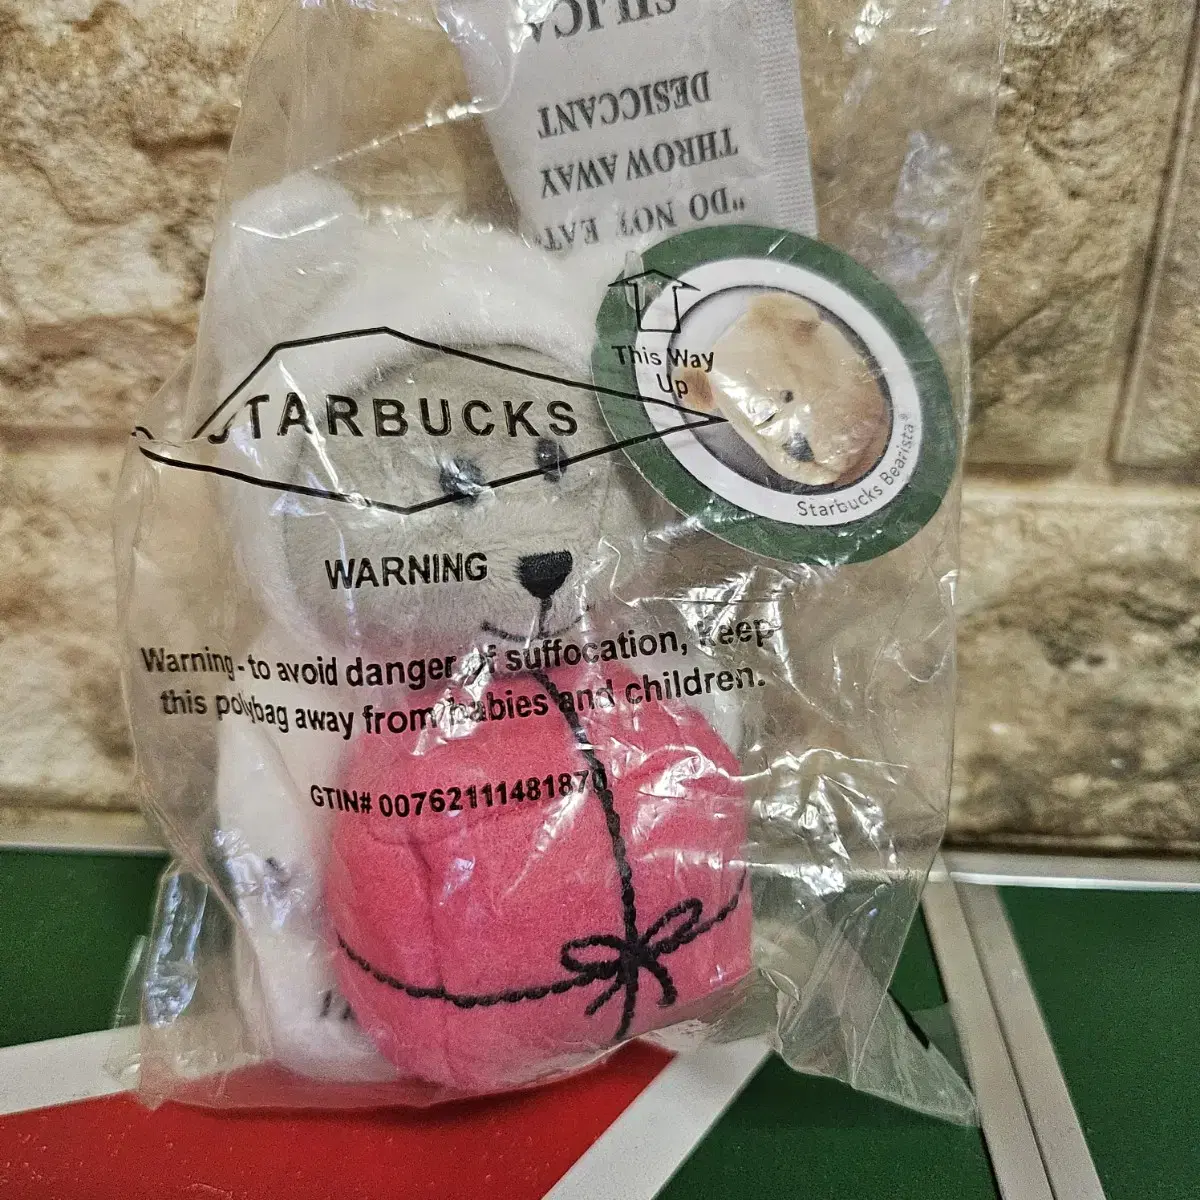 SILICA
DESICCANT
THROW AWAY
"DO NOT EAT"
This Way
Up
Starbucks Bearista®
STARBUCKS
WARNING
Warning - to avoid danger of suffocation, keep
this polybag away from babies and children.
GTIN# 00762111481870